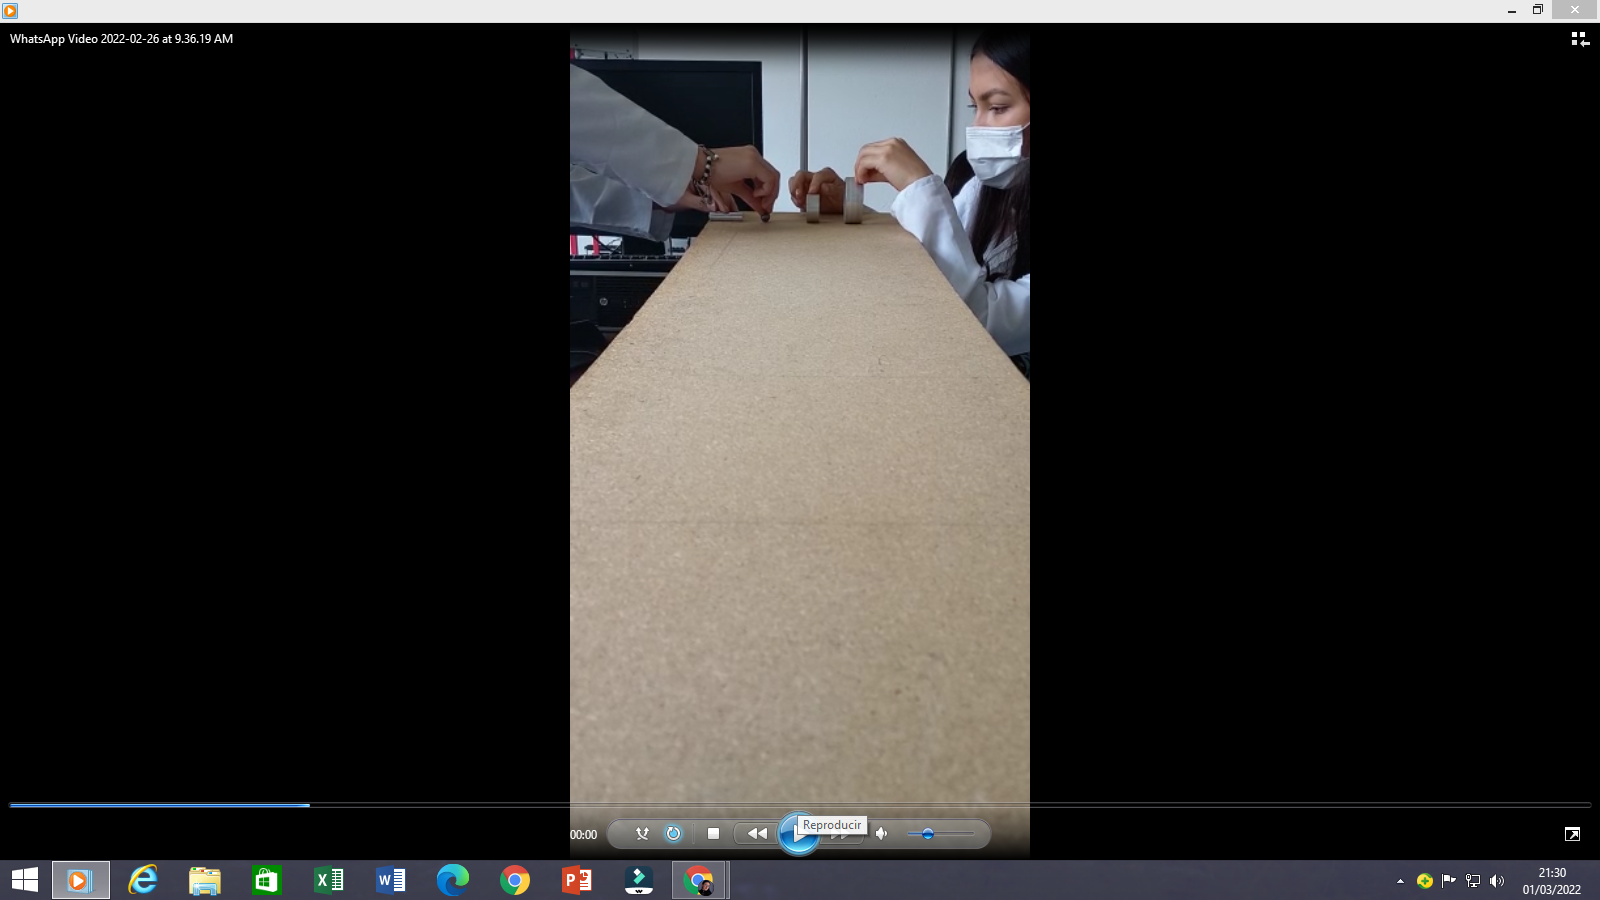 WhatsApp Video 2022-02-26 at 9.36.19 AM
00:00
Reproducir
21:30
01/03/2022